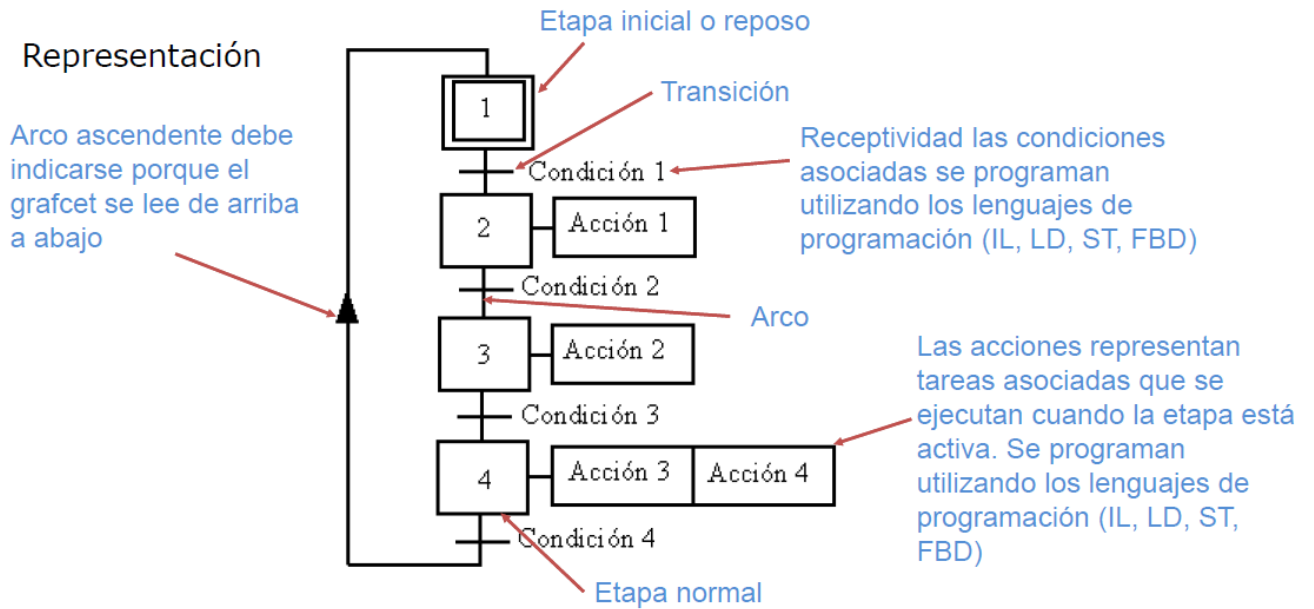 Representación
Etapa inicial o reposo
1
Transición
Arco ascendente debe
indicarse porque el
grafcet se lee de arriba
a abajo
Condición 1
Receptividad las condiciones
asociadas se programan
utilizando los lenguajes de
programación (IL, LD, ST, FBD)
2
Acción 1
Condición 2
Arco
3
Acción 2
Las acciones representan
tareas asociadas que se
ejecutan cuando la etapa está
activa. Se programan
utilizando los lenguajes de
programación (IL, LD, ST,
FBD)
Condición 3
4
Acción 3
Acción 4
Condición 4
Etapa normal